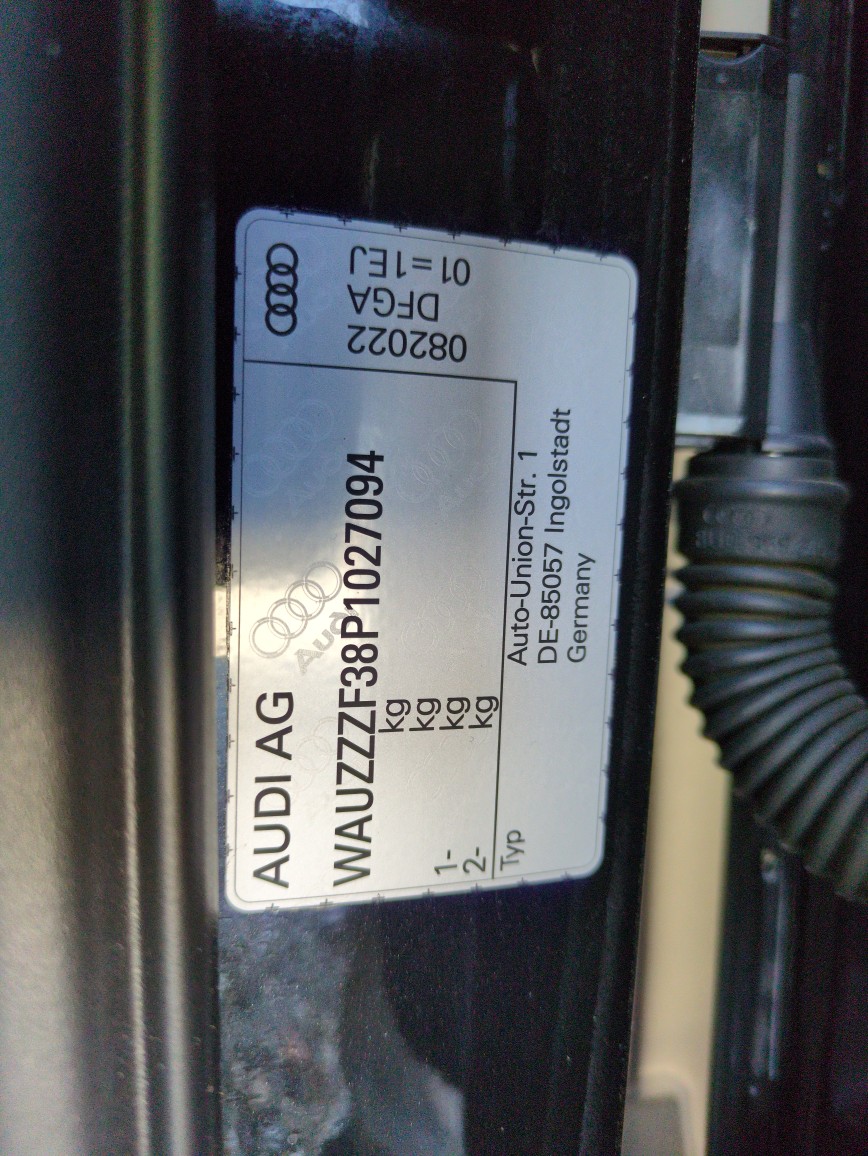 AUDI AG
WAUZZZF38P1027094
kg
kg
1- kg
2- kg
Typ
Auto-Union-Str. 1
DE-85057 Ingolstadt
Germany
082022
DFGA
01=1EJ
Audi